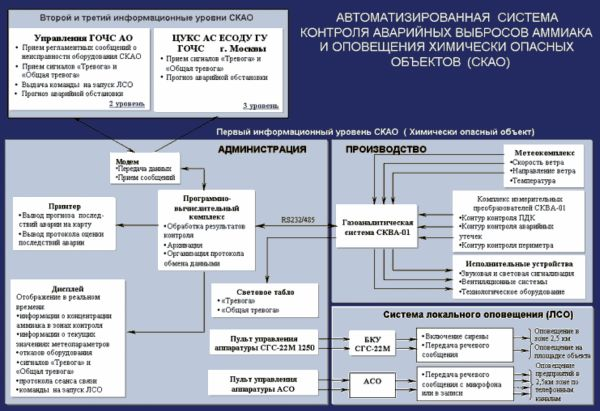 АВТОМАТИЗИРОВАННАЯ СИСТЕМА
КОНТРОЛЯ АВАРИЙНЫХ ВЫБРОСОВ АММИАКА
И ОПОВЕЩЕНИЯ ХИМИЧЕСКИ ОПАСНЫХ
ОБЪЕКТОВ (СКАО)
Второй и третий информационные уровни СКАО
Управления ГОЧС АО
• Прием регламентных сообщений о
неисправности оборудования СКАО
• Прием сигналов «Тревога» и
«Общая тревога»
• Выдача команды на запуск ЛСО
• Прогноз аварийной обстановки
2 уровень
ЦУКС АС ЕСОДУ ГУ
ГОЧС г. Москвы
• Прием сигналов «Тревога» и
«Общая тревога»
• Прогноз аварийной обстановки
3 уровень
Первый информационный уровень СКАО ( Химически опасный объект)
АДМИНИСТРАЦИЯ
Модем
• Передача данных
• Прием сообщений
Принтер
• Вывод прогноза послед-
ствий аварии на карту
• Вывод протокола оценки
последствий аварии
Программно-
вычислительный
комплекс
• Обработка результатов
контроля
• Архивация
• Организация протокола
обмена данными
RS232/485
Дисплей
Отображение в реальном
времени:
• информации о концентрации
аммиака в зонах контроля
• информации о текущих
значениях метеопараметров
• отказов оборудования
• сигналов «Тревога» и
«Общая тревога»
• протокола сеанса связи
• команды на запуск ЛСО
Световое табло
• «Тревога»
• «Общая тревога»
ПРОИЗВОДСТВО
Метеокомплекс
• Скорость ветра
• Направление ветра
• Температура
Газоаналитическая
система СКВА-01
Комплекс измерительных
преобразователей СКВА-01
• Контур контроля ПДК
• Контур контроля аварийных
утечек
• Контур контроля периметра
Исполнительные устройства
• Звуковая и световая сигнализация
• Вентиляционные системы
• Технологическое оборудование
Система локального оповещения (ЛСО)
Пульт управления
аппаратуры СГС-22М 1250
БКУ
СГС-22М
• Включение сирены
• Передача речевого
сообщения
Оповещение в
зоне 2,5 км
Оповещение на
площадке объекта
Пульт управления
аппаратуры АСО
АСО
• Передача речевого
сообщения с микрофона
или в записи
Оповещение
предприятий в
2,5км зоне по
телефонным
каналам